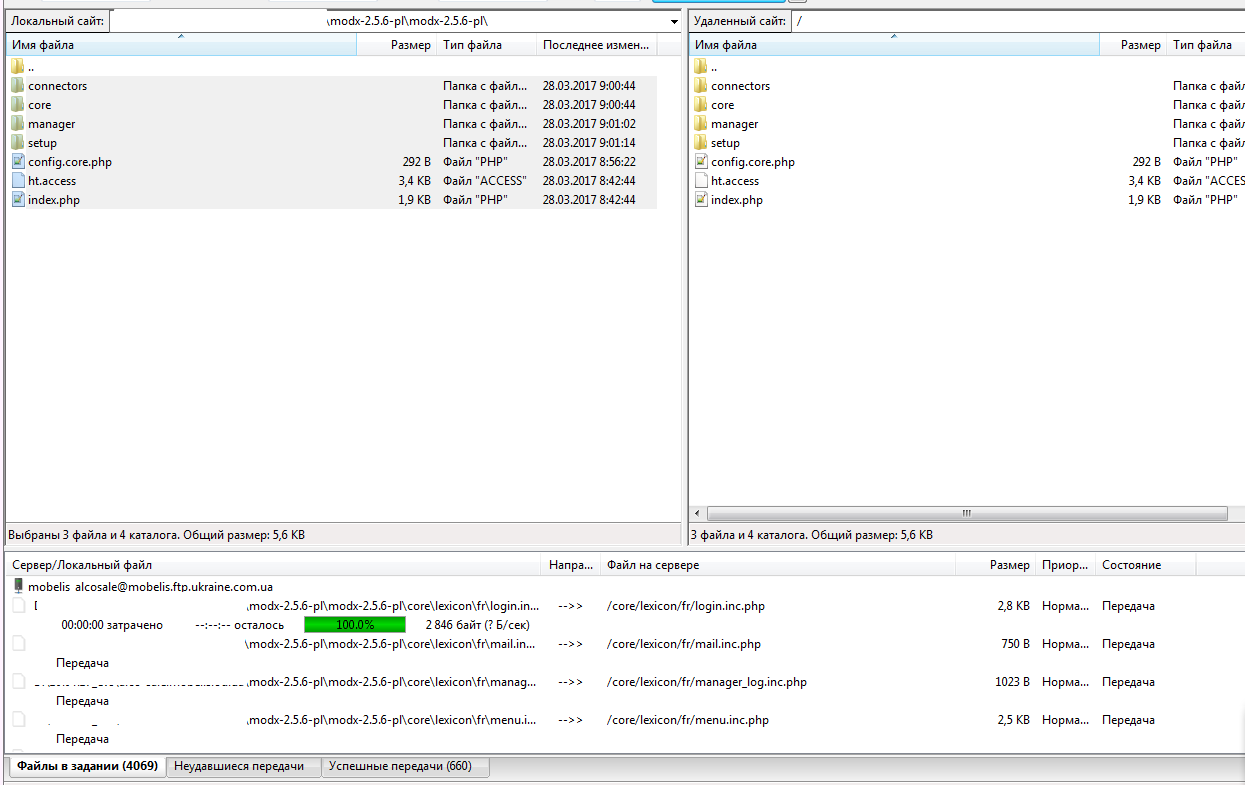 Локальный сайт: \modx-2.5.6-pl\modx-2.5.6-pl\ Удаленный сайт: /
Имя файла Размер Тип файла Последнее измен... Имя файла Размер Тип файла
.. ..
connectors Папка с файл... 28.03.2017 9:00:44 connectors Папка с
core Папка с файл... 28.03.2017 9:00:44 core Папка с
manager Папка с файл... 28.03.2017 9:01:02 manager Папка с
setup Папка с файл... 28.03.2017 9:01:14 setup Папка с
config.core.php 292 B Файл "PHP" 28.03.2017 8:56:22 config.core.php 292 B Файл "PHP"
ht.access 3,4 KB Файл "ACCESS" 28.03.2017 8:42:44 ht.access 3,4 KB Файл "ACCES
index.php 1,9 KB Файл "PHP" 28.03.2017 8:42:44 index.php 1,9 KB Файл "PHP"
Выбраны 3 файла и 4 каталога. Общий размер: 5,6 KB 3 файла и 4 каталога. Общий размер: 5,6 KB
Сервер/Локальный файл Напра... Файл на сервере Размер Приор... Состояние
mobelis_alcosale@mobelis.ftp.ukraine.com.ua
\modx-2.5.6-pl\modx-2.5.6-pl\core\lexicon\fr\login.in... -->> /core/lexicon/fr/login.inc.php 2,8 KB Норма... Передача
00:00:00 затрачено --:--:-- осталось 100.0% 2 846 байт (? Б/сек)
\modx-2.5.6-pl\modx-2.5.6-pl\core\lexicon\fr\mail.in... -->> /core/lexicon/fr/mail.inc.php 750 B Норма... Передача
Передача
\modx-2.5.6-pl\modx-2.5.6-pl\core\lexicon\fr\manag... -->> /core/lexicon/fr/manager_log.inc.php 1023 B Норма... Передача
Передача
\modx-2.5.6-pl\modx-2.5.6-pl\core\lexicon\fr\menu.i... -->> /core/lexicon/fr/menu.inc.php 2,5 KB Норма... Передача
Передача
Файлы в задании (4069) Неудавшиеся передачи Успешные передачи (660)